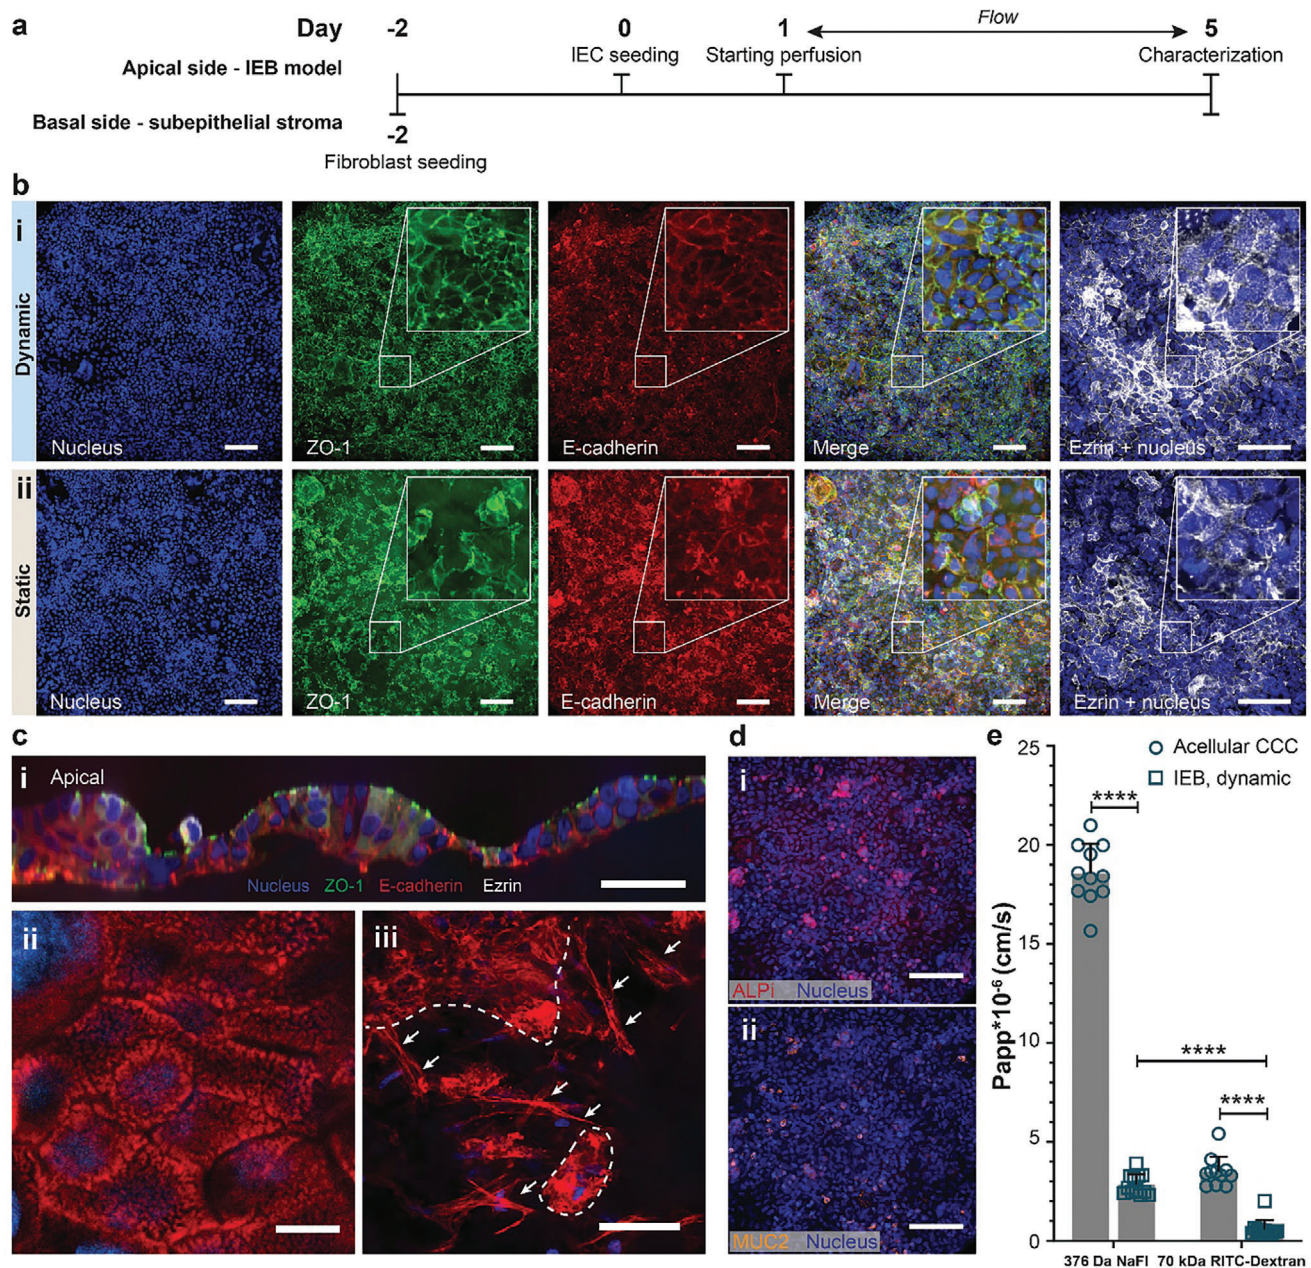 a
Day -2 0 1 Flow 5
IEC seeding Starting perfusion Characterization
Apical side - IEB model
Basal side - subepithelial stroma
-2
Fibroblast seeding
b
i
Dynamic
Nucleus ZO-1 E-cadherin Merge Ezrin + nucleus
ii
Static
Nucleus ZO-1 E-cadherin Merge Ezrin + nucleus
c
i Apical
Nucleus ZO-1 E-cadherin Ezrin
ii
iii
d
i
ALPi Nucleus
ii
MUC2 Nucleus
e
Acellular CCC
IEB, dynamic
Papp*10-6 (cm/s)
25
20
15
10
5
0
****
****
****
376 Da NaFl 70 kDa RITC-Dextran